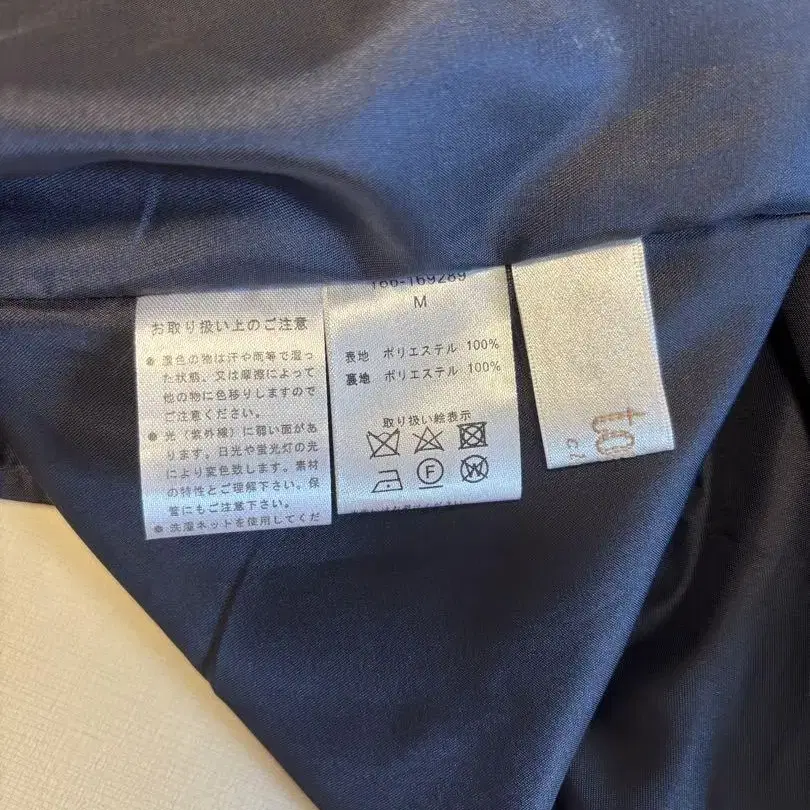 お取り扱い上のご注意
● 濃色の物は汗や雨等で湿っ
た状態、又は摩擦によって
他の物に色移りしますので
ご注意ください。
● 光（紫外線）に弱い面があ
ります。日光や蛍光灯の光
により変色致します。素材
の特性とご理解下さい。保
管にもご注意下さい。
● 洗濯ネットを使用してくだ
166-169289
M
表地 ポリエステル 100%
裏地 ポリエステル 100%
取り扱い絵表示
F
W
to
cl